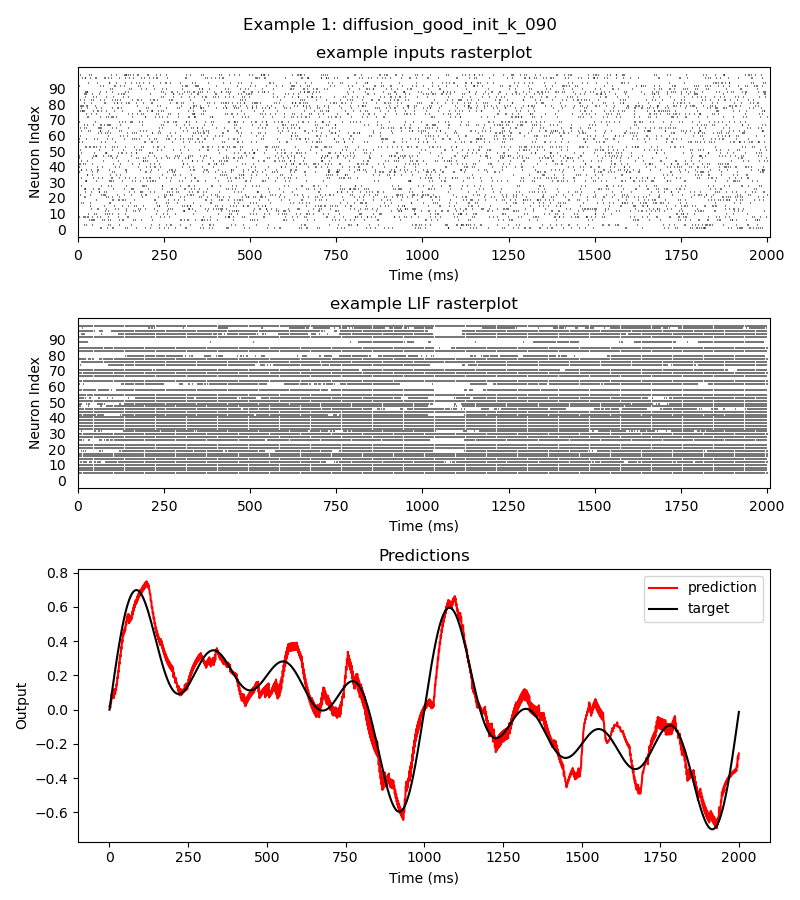 Example 1: diffusion_good_init_k_090
example inputs rasterplot
Neuron Index
90
80
70
60
50
40
30
20
10
0
0 250 500 750 1000 1250 1500 1750 2000
Time (ms)
example LIF rasterplot
Neuron Index
90
80
70
60
50
40
30
20
10
0
0 250 500 750 1000 1250 1500 1750 2000
Time (ms)
Predictions
Output
0.8
0.6
0.4
0.2
0.0
−0.2
−0.4
−0.6
prediction
target
0 250 500 750 1000 1250 1500 1750 2000
Time (ms)